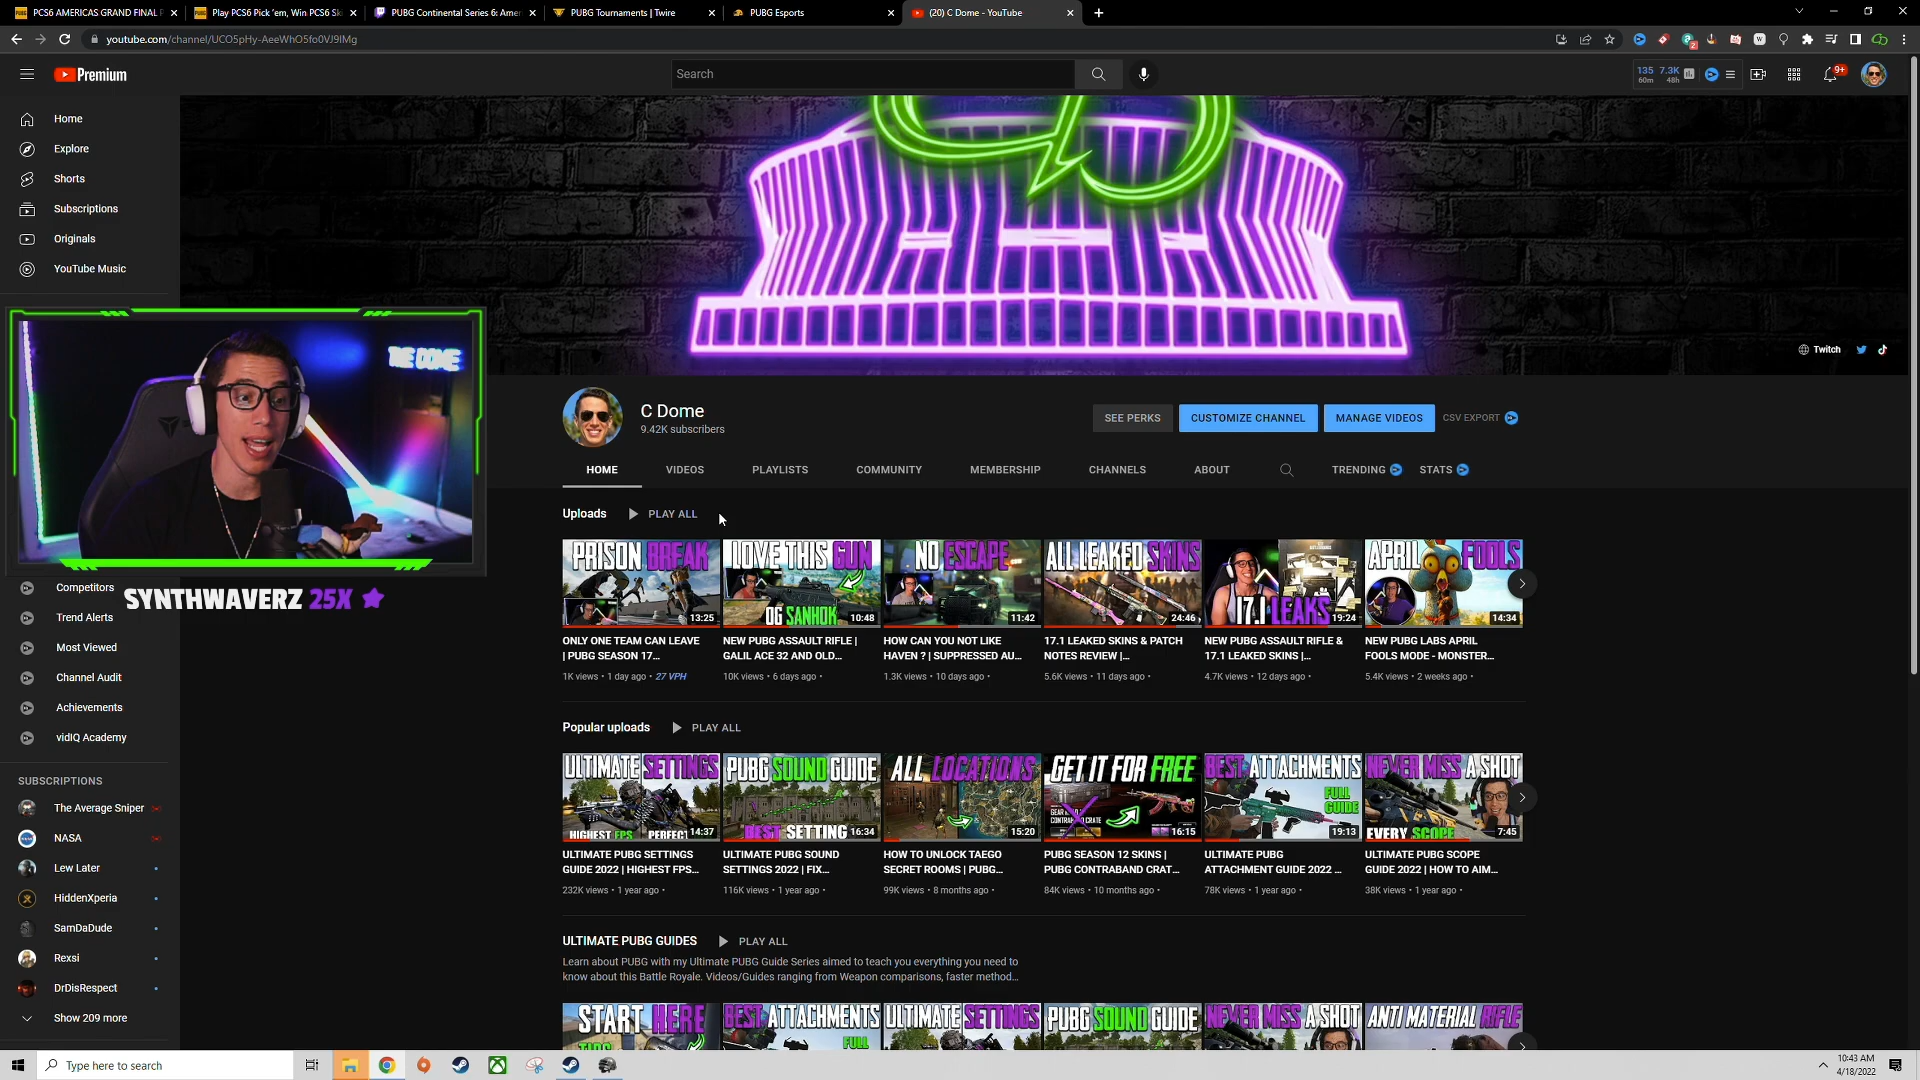 PCS6 AMERICAS GRAND FINAL
Play PCS6 Pick 'em, Win PCS6 Sk
PUBG Continental Series 6: Amer
PUBG Tournaments | Twire
PUBG Esports
(20) C Dome - YouTube
youtube.com/channel/UCO5pHy-AeeWhO5fo0VJ9IMg
Premium
Search
135 7.3K
60m 48h
9+
Home
Explore
Shorts
Subscriptions
Originals
YouTube Music
Twitch
THE DOME
C Dome
9.42K subscribers
SEE PERKS
CUSTOMIZE CHANNEL
MANAGE VIDEOS
CSV EXPORT
HOME
VIDEOS
PLAYLISTS
COMMUNITY
MEMBERSHIP
CHANNELS
ABOUT
TRENDING
STATS
SYNTHWAVERZ 25X
Competitors
Trend Alerts
Most Viewed
Channel Audit
Achievements
vidIQ Academy
SUBSCRIPTIONS
The Average Sniper
NASA
Lew Later
HiddenXperia
SamDaDude
Rexsi
DrDisRespect
Show 209 more
Uploads PLAY ALL
PRISON BREAK
13:25
ONLY ONE TEAM CAN LEAVE
| PUBG SEASON 17...
1K views • 1 day ago • 27 VPH
LOVE THIS GUN
OG SANHOK
10:48
NEW PUBG ASSAULT RIFLE |
GALIL ACE 32 AND OLD...
10K views • 6 days ago •
NO ESCAPE
11:42
HOW CAN YOU NOT LIKE
HAVEN ? | SUPPRESSED AU...
1.3K views • 10 days ago •
ALL LEAKED SKINS
24:46
17.1 LEAKED SKINS & PATCH
NOTES REVIEW |...
5.6K views • 11 days ago •
17.1 LEAKS
19:24
NEW PUBG ASSAULT RIFLE &
17.1 LEAKED SKINS |...
4.7K views • 12 days ago •
APRIL FOOLS
14:34
NEW PUBG LABS APRIL
FOOLS MODE - MONSTER...
5.4K views • 2 weeks ago •
Popular uploads PLAY ALL
ULTIMATE SETTINGS
HIGHEST FPS PERFECT
14:37
ULTIMATE PUBG SETTINGS
GUIDE 2022 | HIGHEST FPS...
232K views • 1 year ago •
PUBG SOUND GUIDE
BEST SETTING
16:34
ULTIMATE PUBG SOUND
SETTINGS 2022 | FIX...
116K views • 1 year ago •
ALL LOCATIONS
15:20
HOW TO UNLOCK TAEGO
SECRET ROOMS | PUBG...
99K views • 8 months ago •
GET IT FOR FREE
16:15
PUBG SEASON 12 SKINS |
PUBG CONTRABAND CRAT...
84K views • 10 months ago •
BEST ATTACHMENTS
FULL
GUIDE
19:13
ULTIMATE PUBG
ATTACHMENT GUIDE 2022 ...
78K views • 1 year ago •
NEVER MISS A SHOT
EVERY SCOPE
7:45
ULTIMATE PUBG SCOPE
GUIDE 2022 | HOW TO AIM...
38K views • 1 year ago •
ULTIMATE PUBG GUIDES PLAY ALL
Learn about PUBG with my Ultimate PUBG Guide Series aimed to teach you everything you need to
know about this Battle Royale. Videos/Guides ranging from Weapon comparisons, faster method...
START HERE
BEST ATTACHMENTS
FULL
ULTIMATE SETTINGS
PUBG SOUND GUIDE
NEVER MISS A SHOT
ANTI MATERIAL RIFLE
Type here to search
10:43 AM
4/18/2022